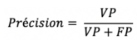 Précision = VP / (VP + FP)